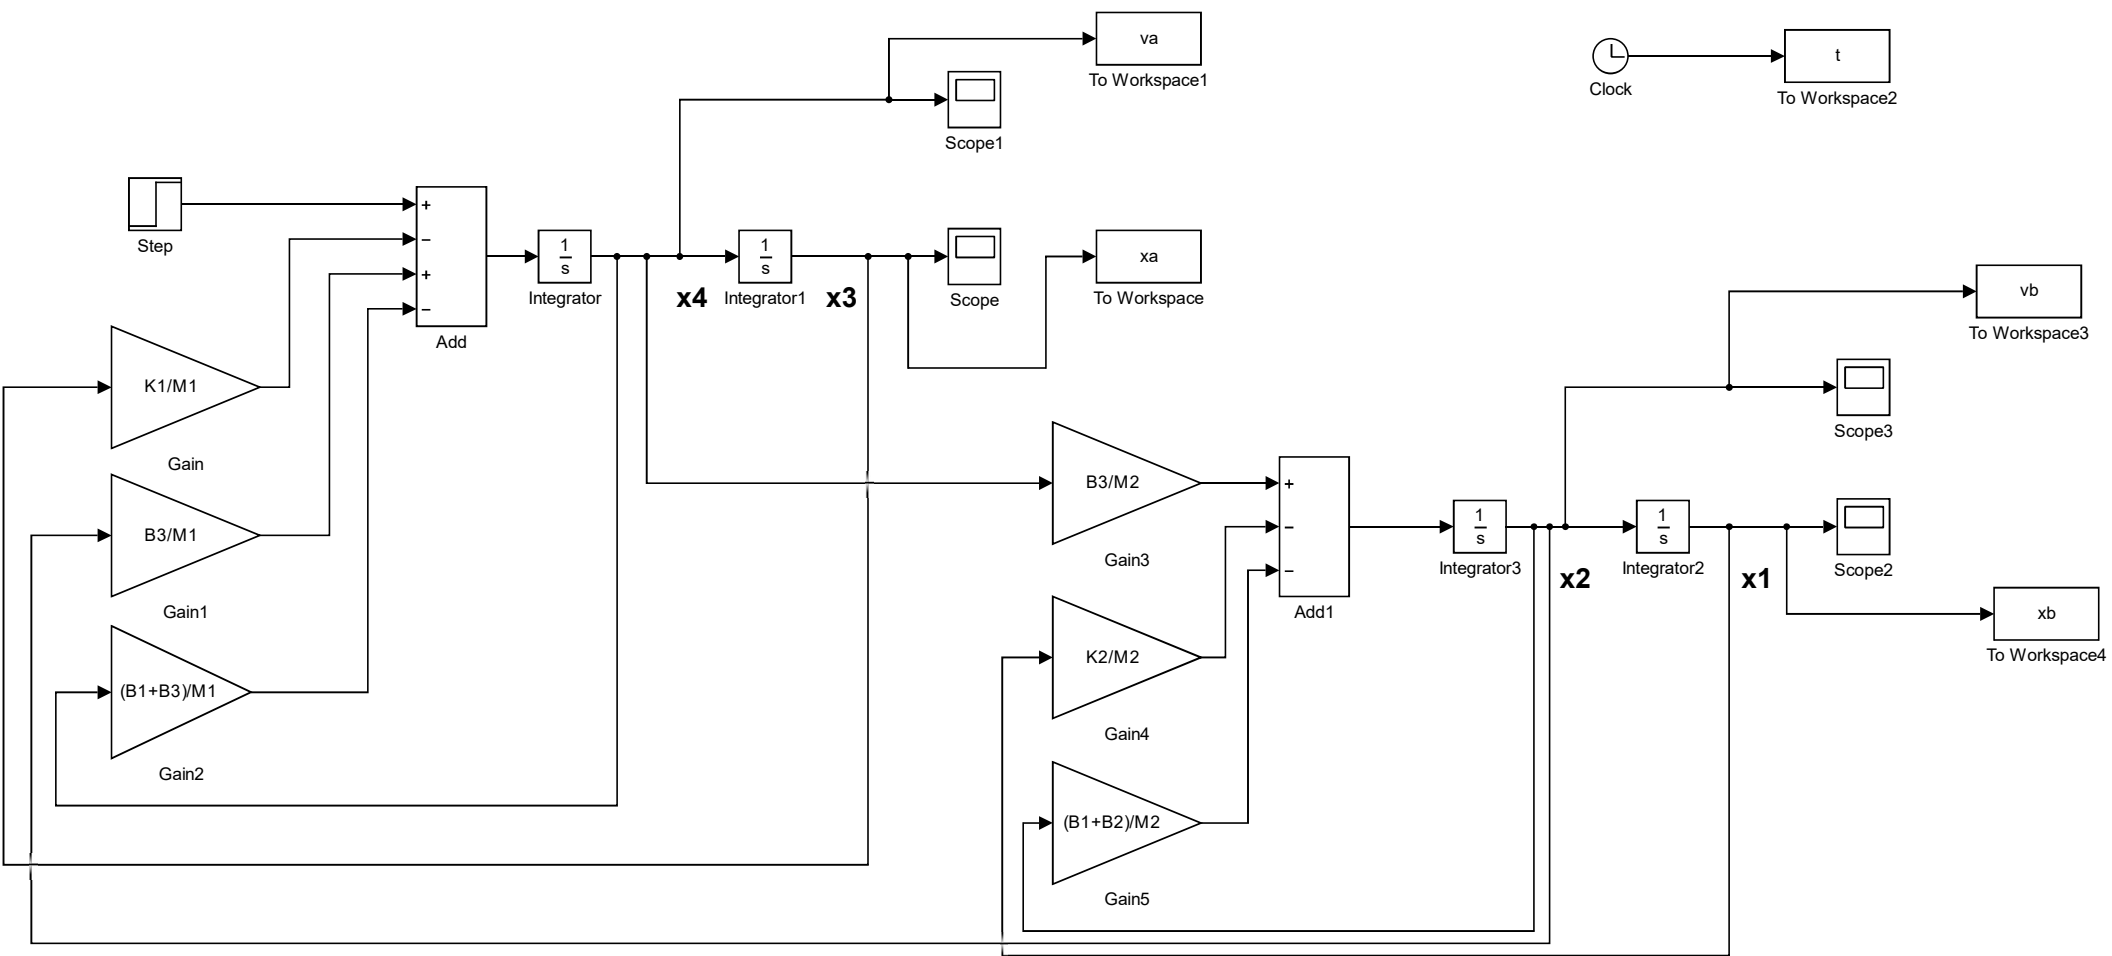 va
To Workspace1
t
Clock
To Workspace2
Scope1
Step
+
−
+
−
Add
1
s
Integrator
x4
1
s
Integrator1
x3
Scope
xa
To Workspace
vb
To Workspace3
Scope3
K1/M1
Gain
B3/M1
Gain1
(B1+B3)/M1
Gain2
B3/M2
Gain3
+
−
−
Add1
1
s
Integrator3
x2
1
s
Integrator2
x1
Scope2
xb
To Workspace4
K2/M2
Gain4
(B1+B2)/M2
Gain5